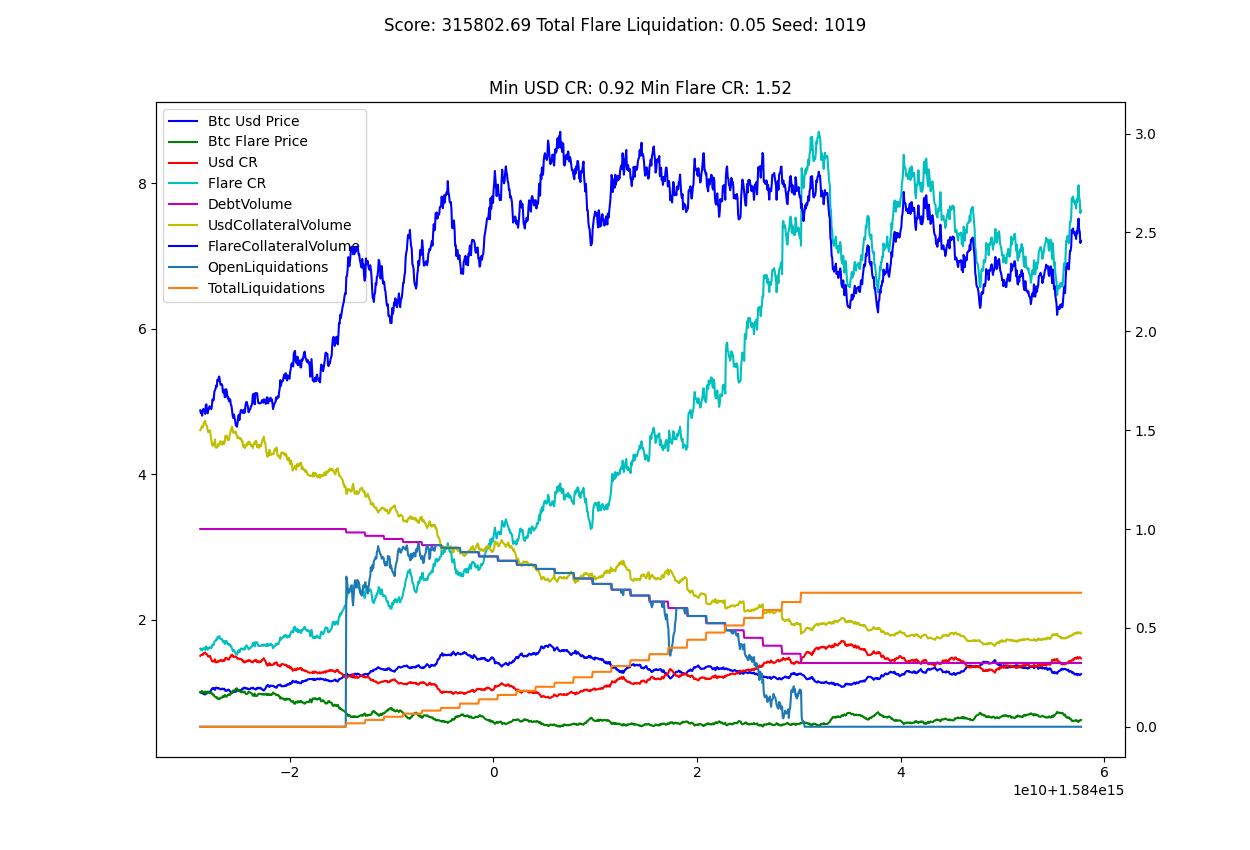 Score: 315802.69 Total Flare Liquidation: 0.05 Seed: 1019
Min USD CR: 0.92 Min Flare CR: 1.52
Btc Usd Price
Btc Flare Price
Usd CR
Flare CR
DebtVolume
UsdCollateralVolume
FlareCollateralVolume
OpenLiquidations
TotalLiquidations
8
6
4
2
3.0
2.5
2.0
1.5
1.0
0.5
0.0
−2
0
2
4
6
1e10+1.584e15